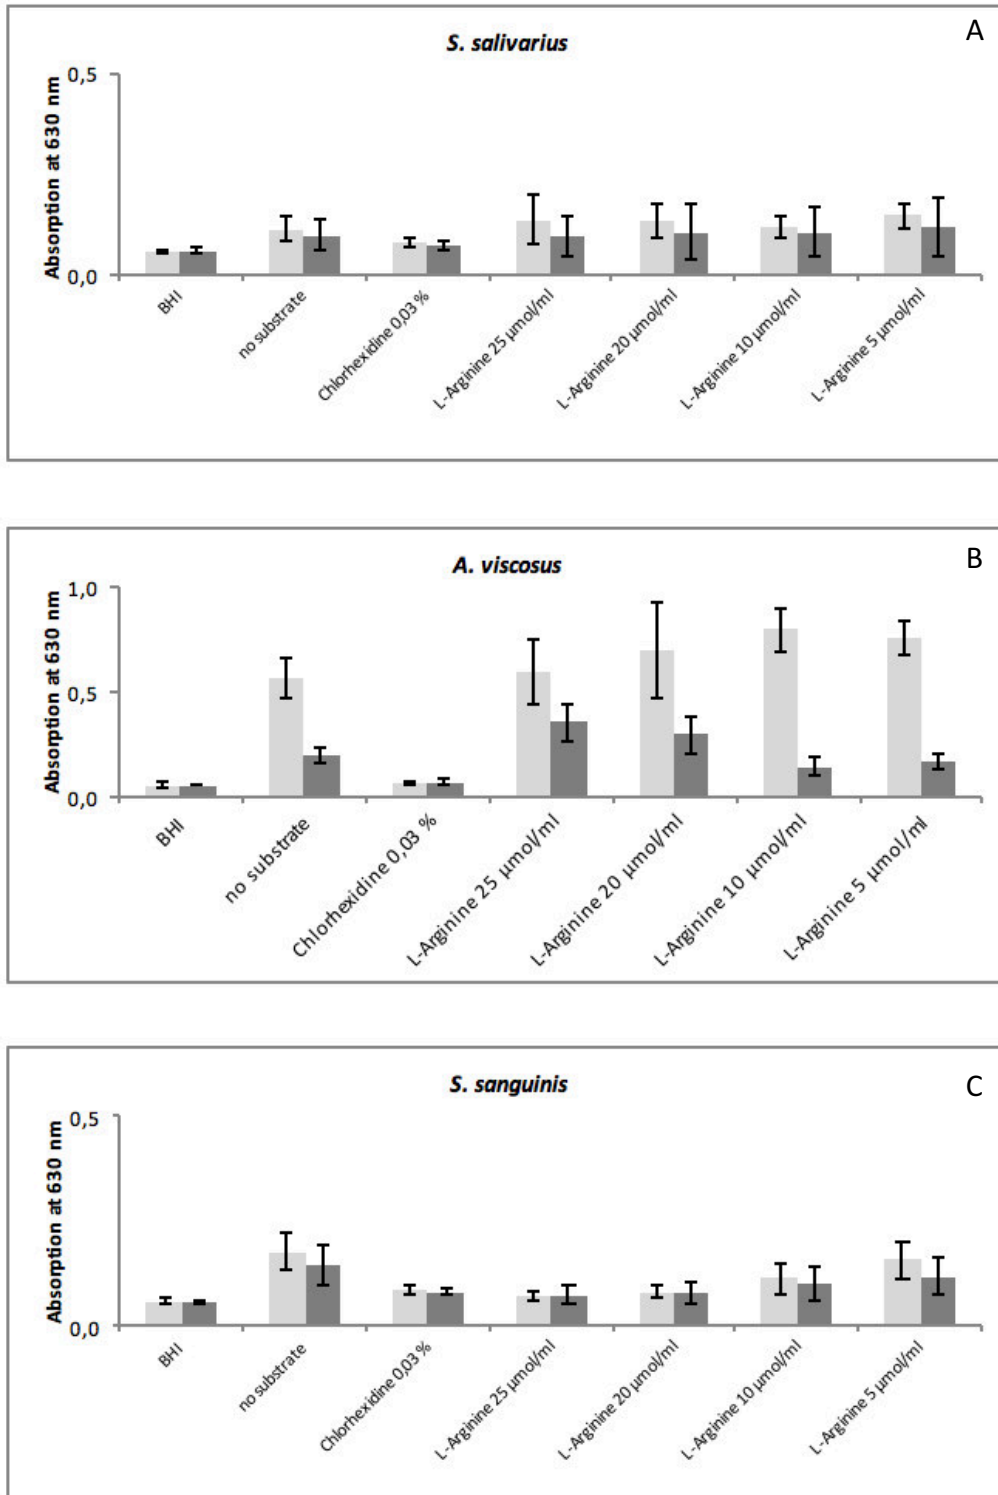 A
S. salivarius
Absorption at 630 nm
0,5
0,0
BHI
no substrate
Chlorhexidine 0,03 %
L-Arginine 25 µmol/ml
L-Arginine 20 µmol/ml
L-Arginine 10 µmol/ml
L-Arginine 5 µmol/ml
B
A. viscosus
Absorption at 630 nm
1,0
0,5
0,0
BHI
no substrate
Chlorhexidine 0,03 %
L-Arginine 25 µmol/ml
L-Arginine 20 µmol/ml
L-Arginine 10 µmol/ml
L-Arginine 5 µmol/ml
C
S. sanguinis
Absorption at 630 nm
0,5
0,0
BHI
no substrate
Chlorhexidine 0,03 %
L-Arginine 25 µmol/ml
L-Arginine 20 µmol/ml
L-Arginine 10 µmol/ml
L-Arginine 5 µmol/ml